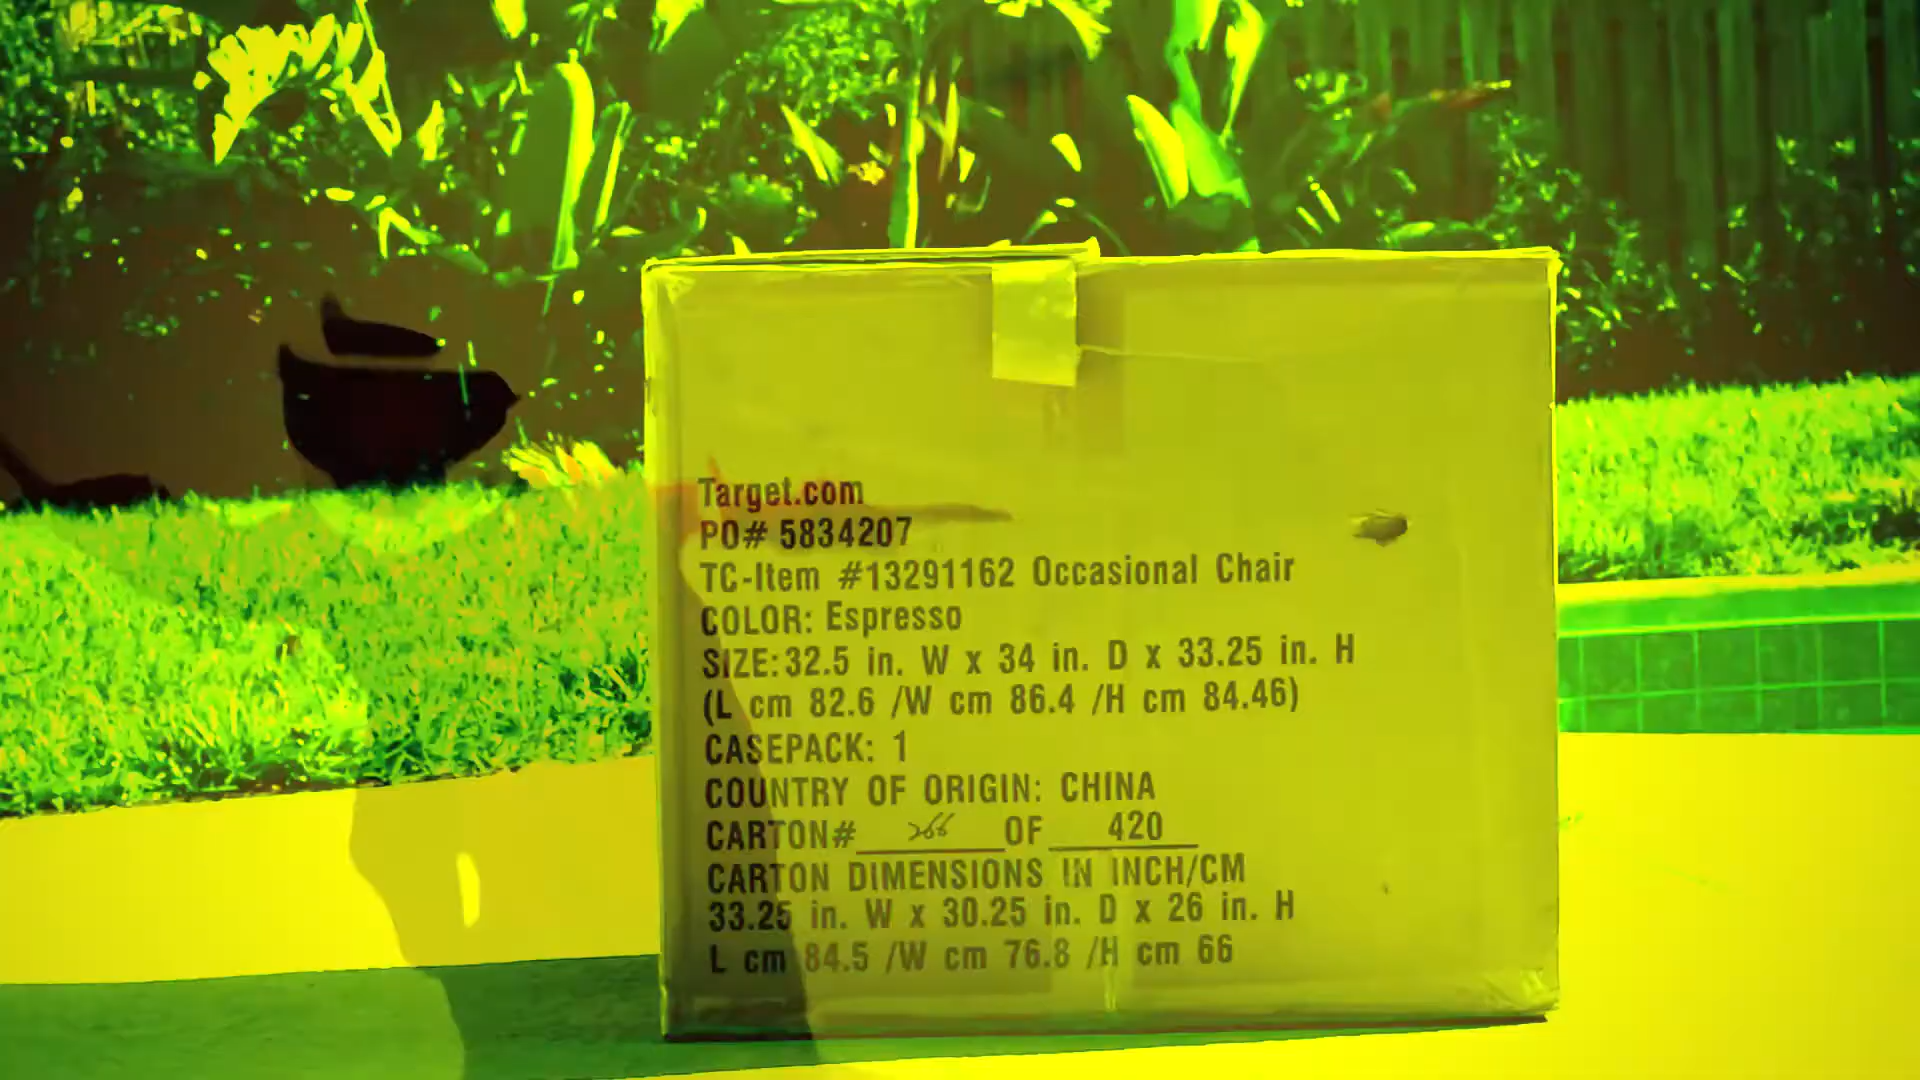 Target.com
PO# 5834207
TC-Item #13291162 Occasional Chair
COLOR: Espresso
SIZE: 32.5 in. W x 34 in. D x 33.25 in. H
(L cm 82.6 /W cm 86.4 /H cm 84.46)
CASEPACK: 1
COUNTRY OF ORIGIN: CHINA
CARTON# 266 OF 420
CARTON DIMENSIONS IN INCH/CM
33.25 in. W x 30.25 in. D x 26 in. H
L cm 84.5 /W cm 76.8 /H cm 66